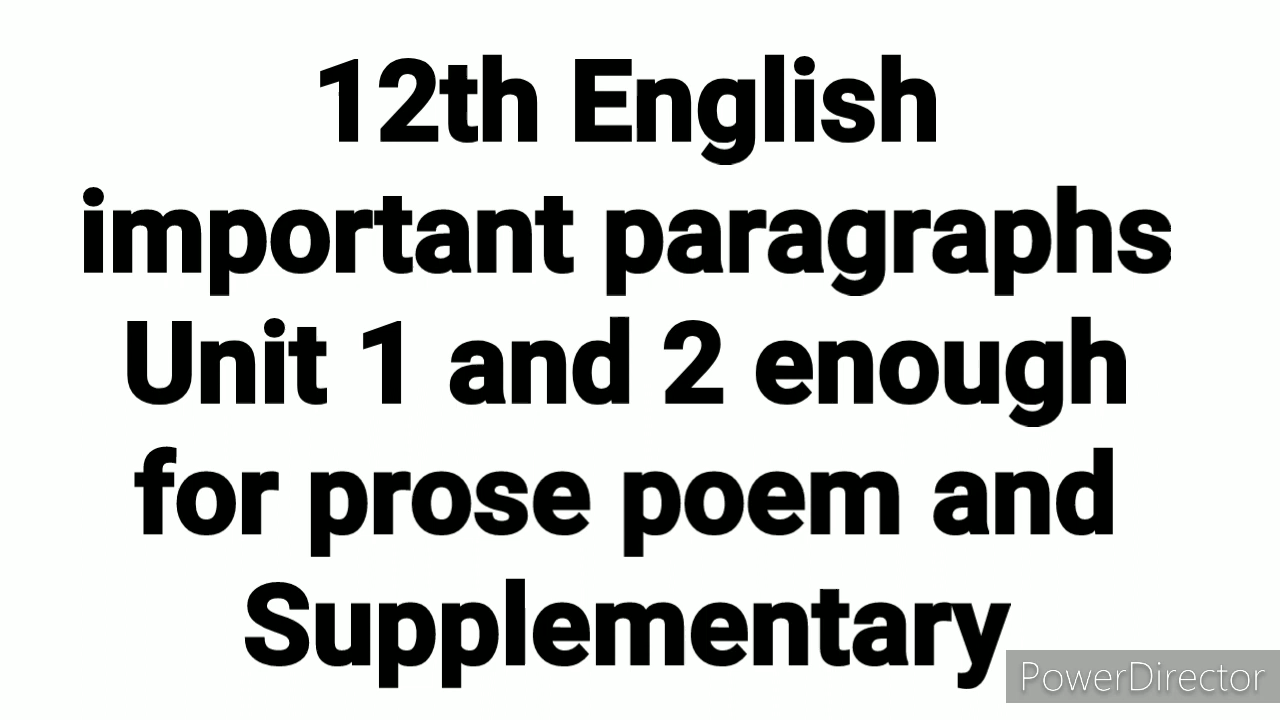 12th English
important paragraphs
Unit 1 and 2 enough
for prose poem and
Supplementary
PowerDirector